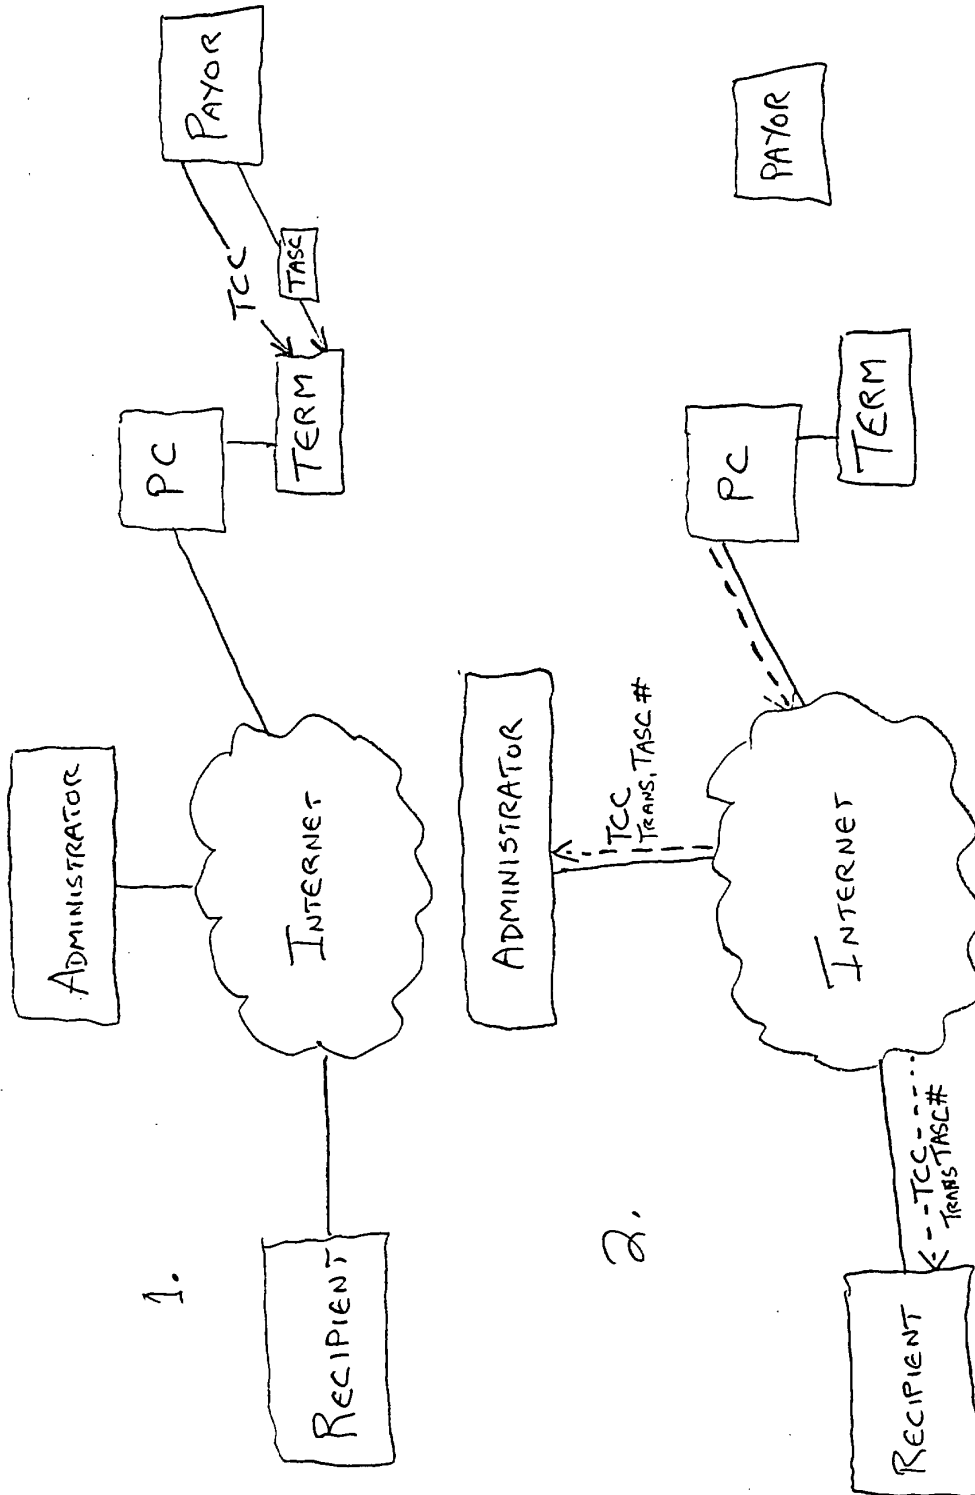 1.
ADMINISTRATOR
RECIPIENT
INTERNET
PC
TERM
TCC
TASC
PAYOR
2.
ADMINISTRATOR
TCC
TRANS. TASC #
RECIPIENT
TCC
TRANS TASC #
INTERNET
PC
TERM
PAYOR